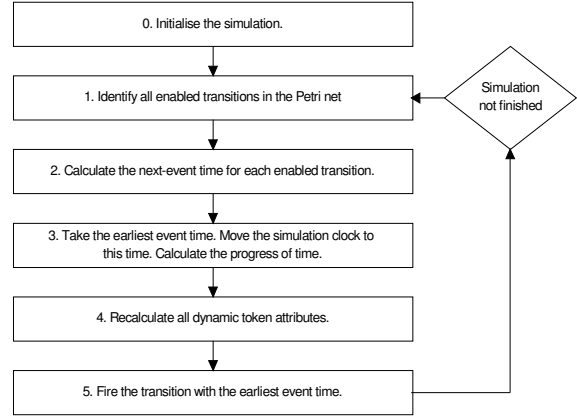 0. Initialise the simulation.
1. Identify all enabled transitions in the Petri net
Simulation
not finished
2. Calculate the next-event time for each enabled transition.
3. Take the earliest event time. Move the simulation clock to
this time. Calculate the progress of time.
4. Recalculate all dynamic token attributes.
5. Fire the transition with the earliest event time.